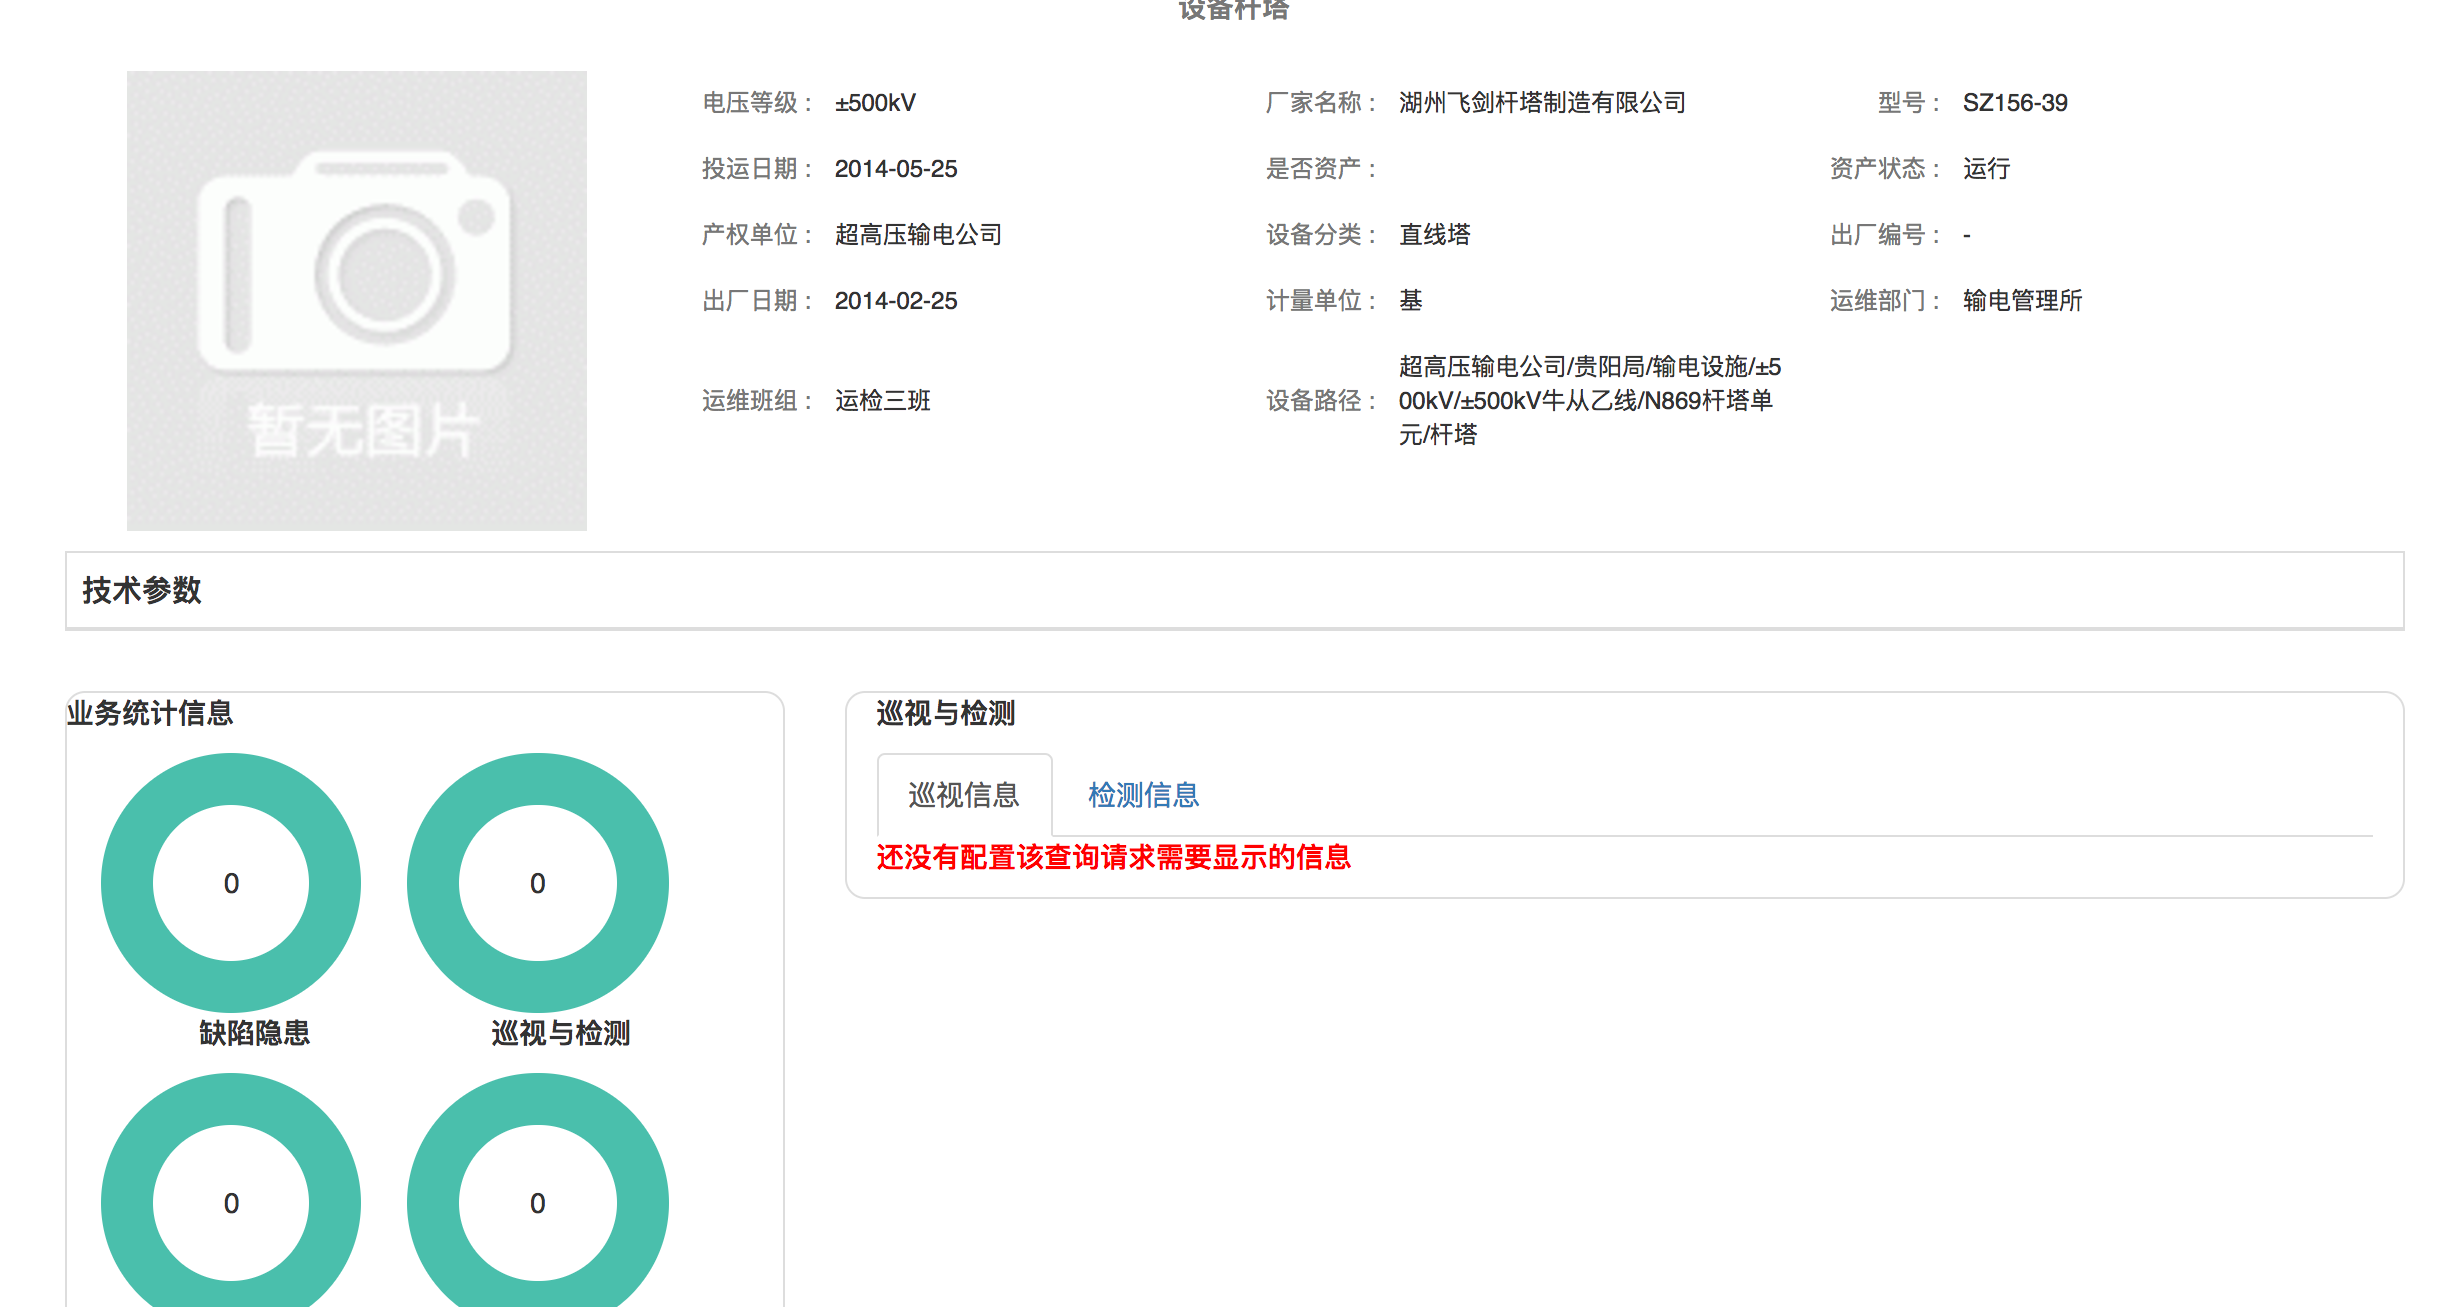 设备杆塔
电压等级： ±500kV 厂家名称： 湖州飞剑杆塔制造有限公司 型号： SZ156-39
投运日期： 2014-05-25 是否资产： 资产状态： 运行
产权单位： 超高压输电公司 设备分类： 直线塔 出厂编号： -
出厂日期： 2014-02-25 计量单位： 基 运维部门： 输电管理所
运维班组： 运检三班 设备路径： 超高压输电公司/贵阳局/输电设施/±5
00kV/±500kV牛从乙线/N869杆塔单
元/杆塔
暂无图片
技术参数
业务统计信息
0 0
缺陷隐患 巡视与检测
0 0
巡视与检测
巡视信息 检测信息
还没有配置该查询请求需要显示的信息